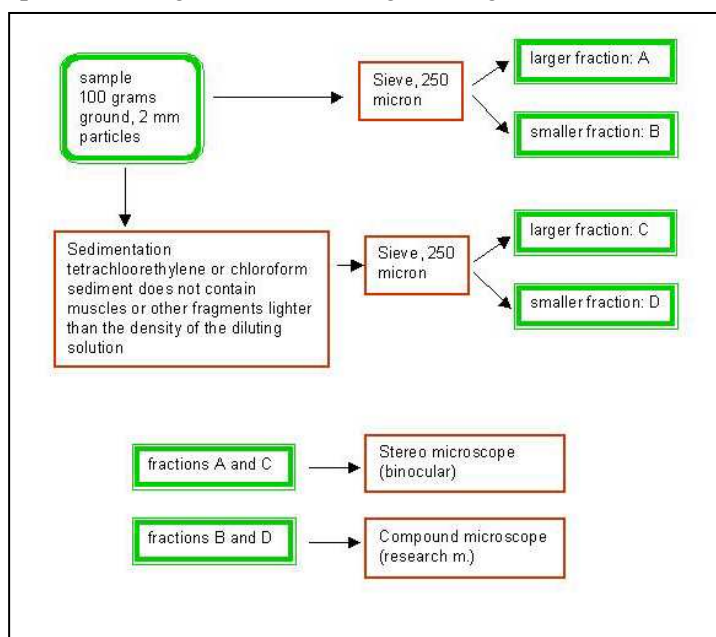 sample
100 grams
ground, 2 mm
particles
Sieve, 250
micron
larger fraction: A
smaller fraction: B
Sedimentation
tetrachloorethylene or chloroform
sediment does not contain
muscles or other fragments lighter
than the density of the diluting
solution
Sieve, 250
micron
larger fraction: C
smaller fraction: D
fractions A and C
Stereo microscope
(binocular)
fractions B and D
Compound microscope
(research m.)